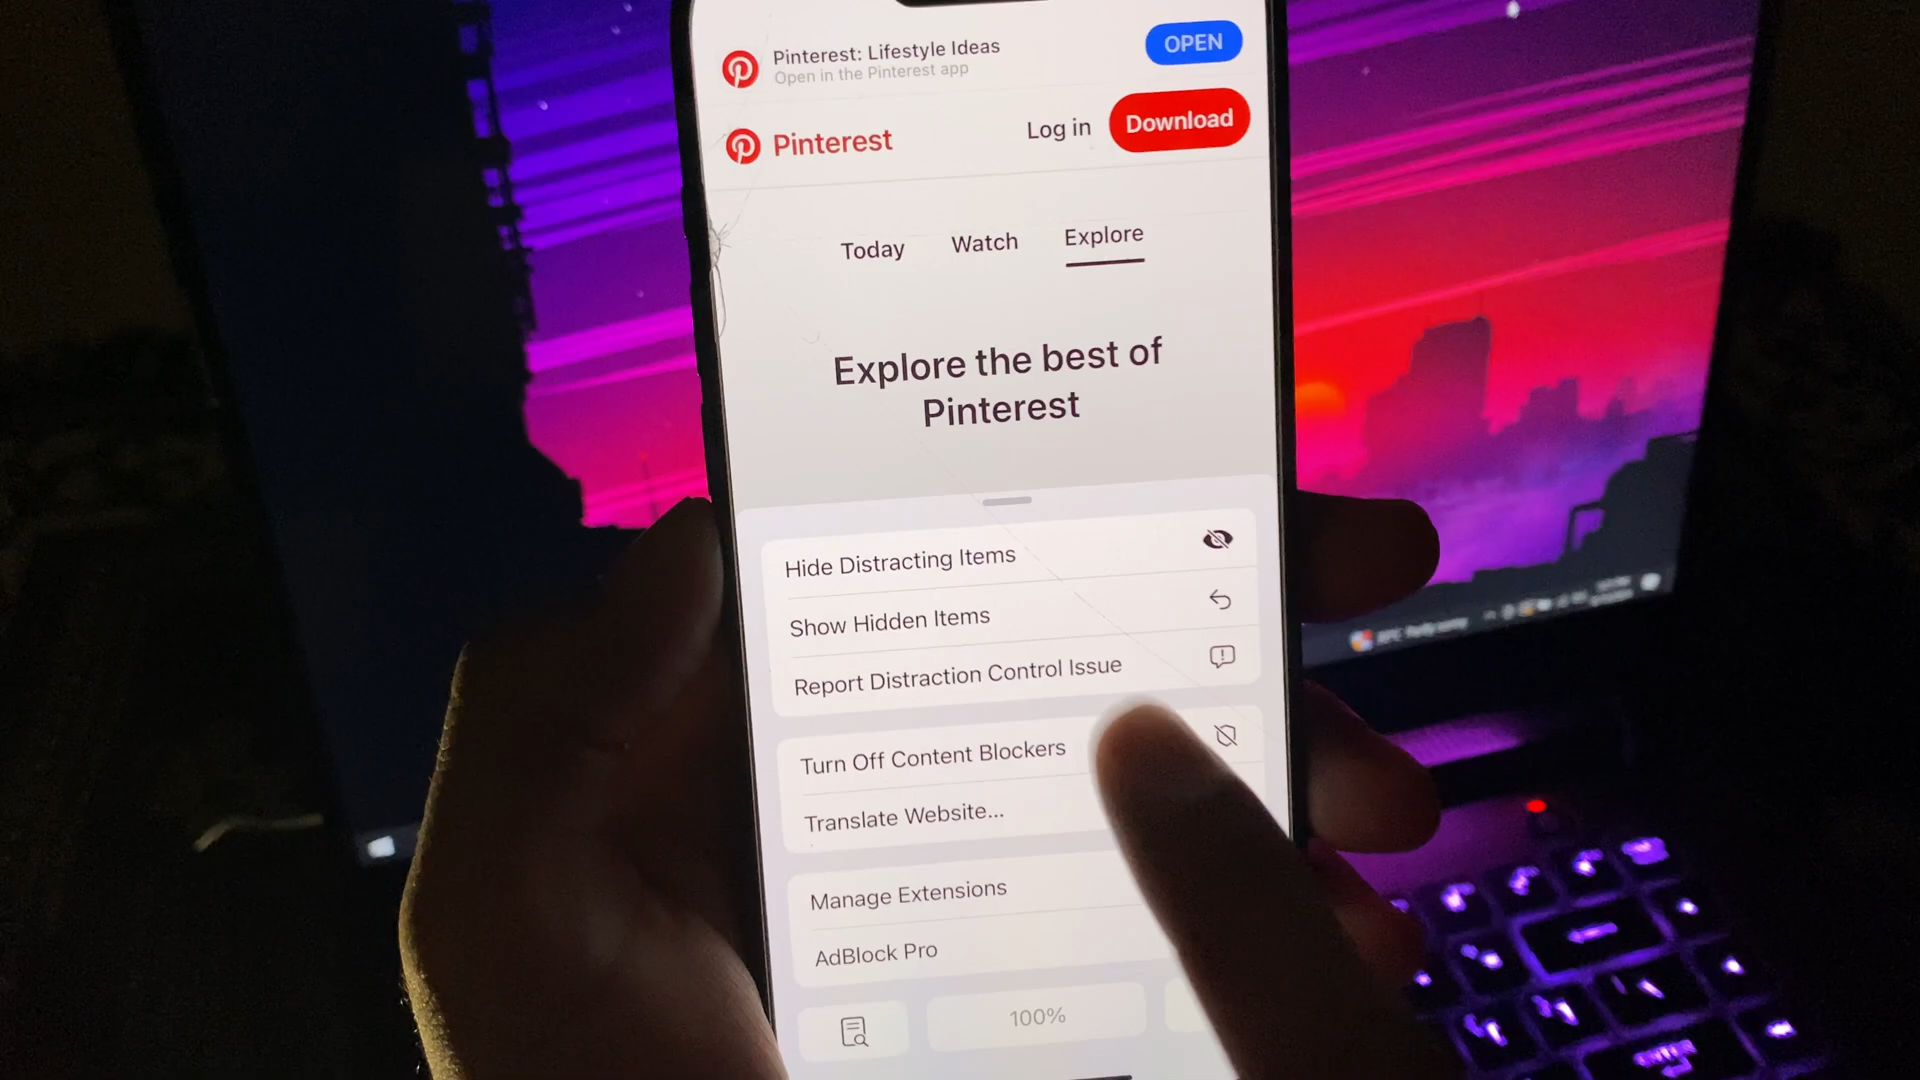 Pinterest: Lifestyle Ideas
Open in the Pinterest app
OPEN
Pinterest
Log in
Download
Today
Watch
Explore
Explore the best of
Pinterest
Hide Distracting Items
Show Hidden Items
Report Distraction Control Issue
Turn Off Content Blockers
Translate Website...
Manage Extensions
AdBlock Pro
100%